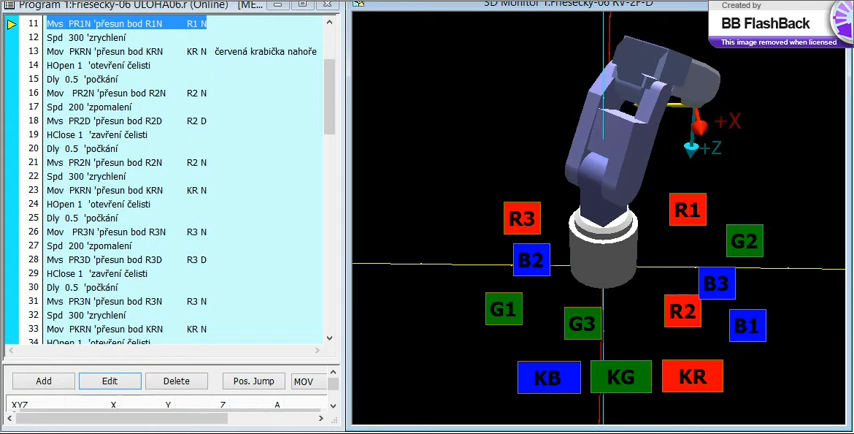 Program 1:Friesecky-06 ULOHA06.r (Online) [ME...
11 Mvs PR1N 'přesun bod R1N R1 N
12 Spd 300 'zrychlení
13 Mov PKRN 'přesun bod KRN KR N červená krabička nahoře
14 HOpen 1 'otevření čelisti
15 Dly 0.5 'počkání
16 Mov PR2N 'přesun bod R2N R2 N
17 Spd 200 'zpomalení
18 Mvs PR2D 'přesun bod R2D R2 D
19 HClose 1 'zavření čelistí
20 Dly 0.5 'počkání
21 Mvs PR2N 'přesun bod R2N R2 N
22 Spd 300 'zrychlení
23 Mov PKRN 'přesun bod KRN KR N
24 HOpen 1 'otevření čelisti
25 Dly 0.5 'počkání
26 Mov PR3N 'přesun bod R3N R3 N
27 Spd 200 'zpomalení
28 Mvs PR3D 'přesun bod R3D R3 D
29 HClose 1 'zavření čelistí
30 Dly 0.5 'počkání
31 Mvs PR3N 'přesun bod R3N R3 N
32 Spd 300 'zrychlení
33 Mov PKRN 'přesun bod KRN KR N
34 HOpen 1 'otevření čelisti
Add Edit Delete Pos. Jump MOV
XYZ X Y Z A
3D Monitor 1:Friesecky-06 RV-2F-D
Created by
BB FlashBack
This image removed when licensed
+X
+Z
R3 R1
G2
B2
B3
G1 R2
G3 B1
KB KG KR